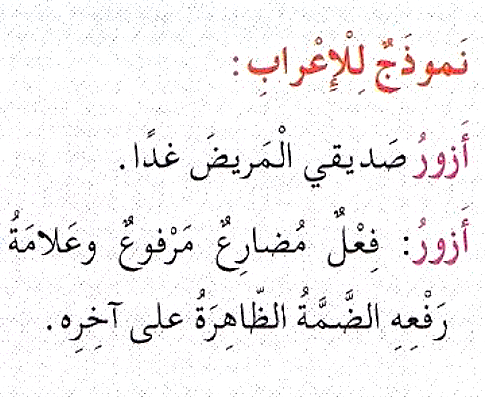 نَموذَجٌ لِلْإِعْرابِ:
أَزورُ صَديقي الْمَريضَ غدًا.
أَزورُ: فِعْلٌ مُضارِعٌ مَرْفوعٌ وعَلامَةُ
رَفْعِهِ الضَّمَّةُ الظّاهِرَةُ على آخِرِه.